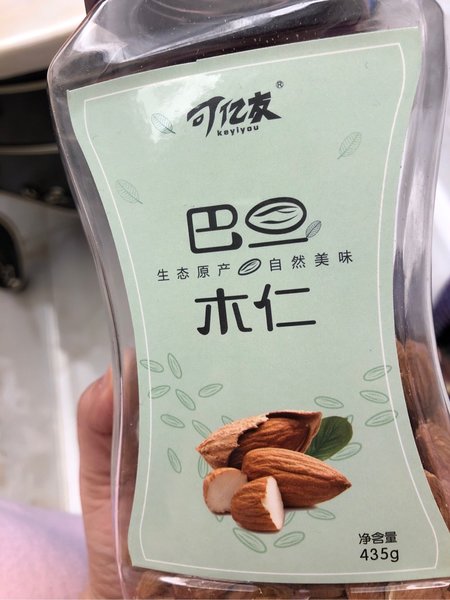 可亿友®
keyiyou
巴旦
生态原产 自然美味
木仁
净含量
435g